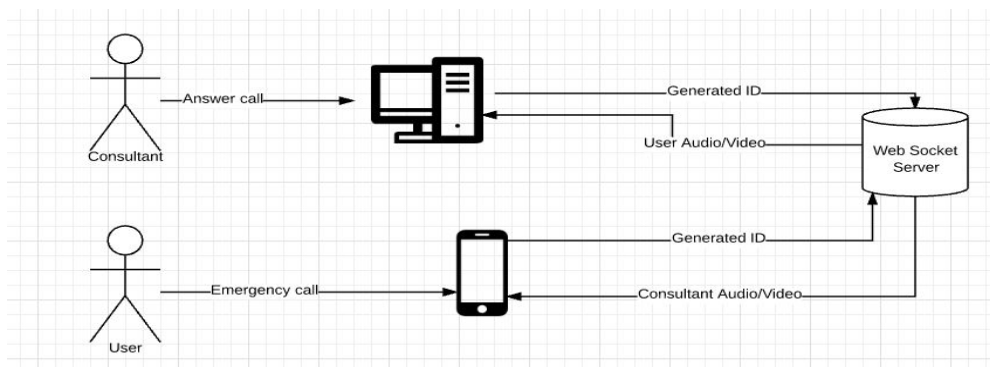 Answer call
Generated ID
User Audio/Video
Web Socket
Server
Consultant
Generated ID
Emergency call
Consultant Audio/Video
User